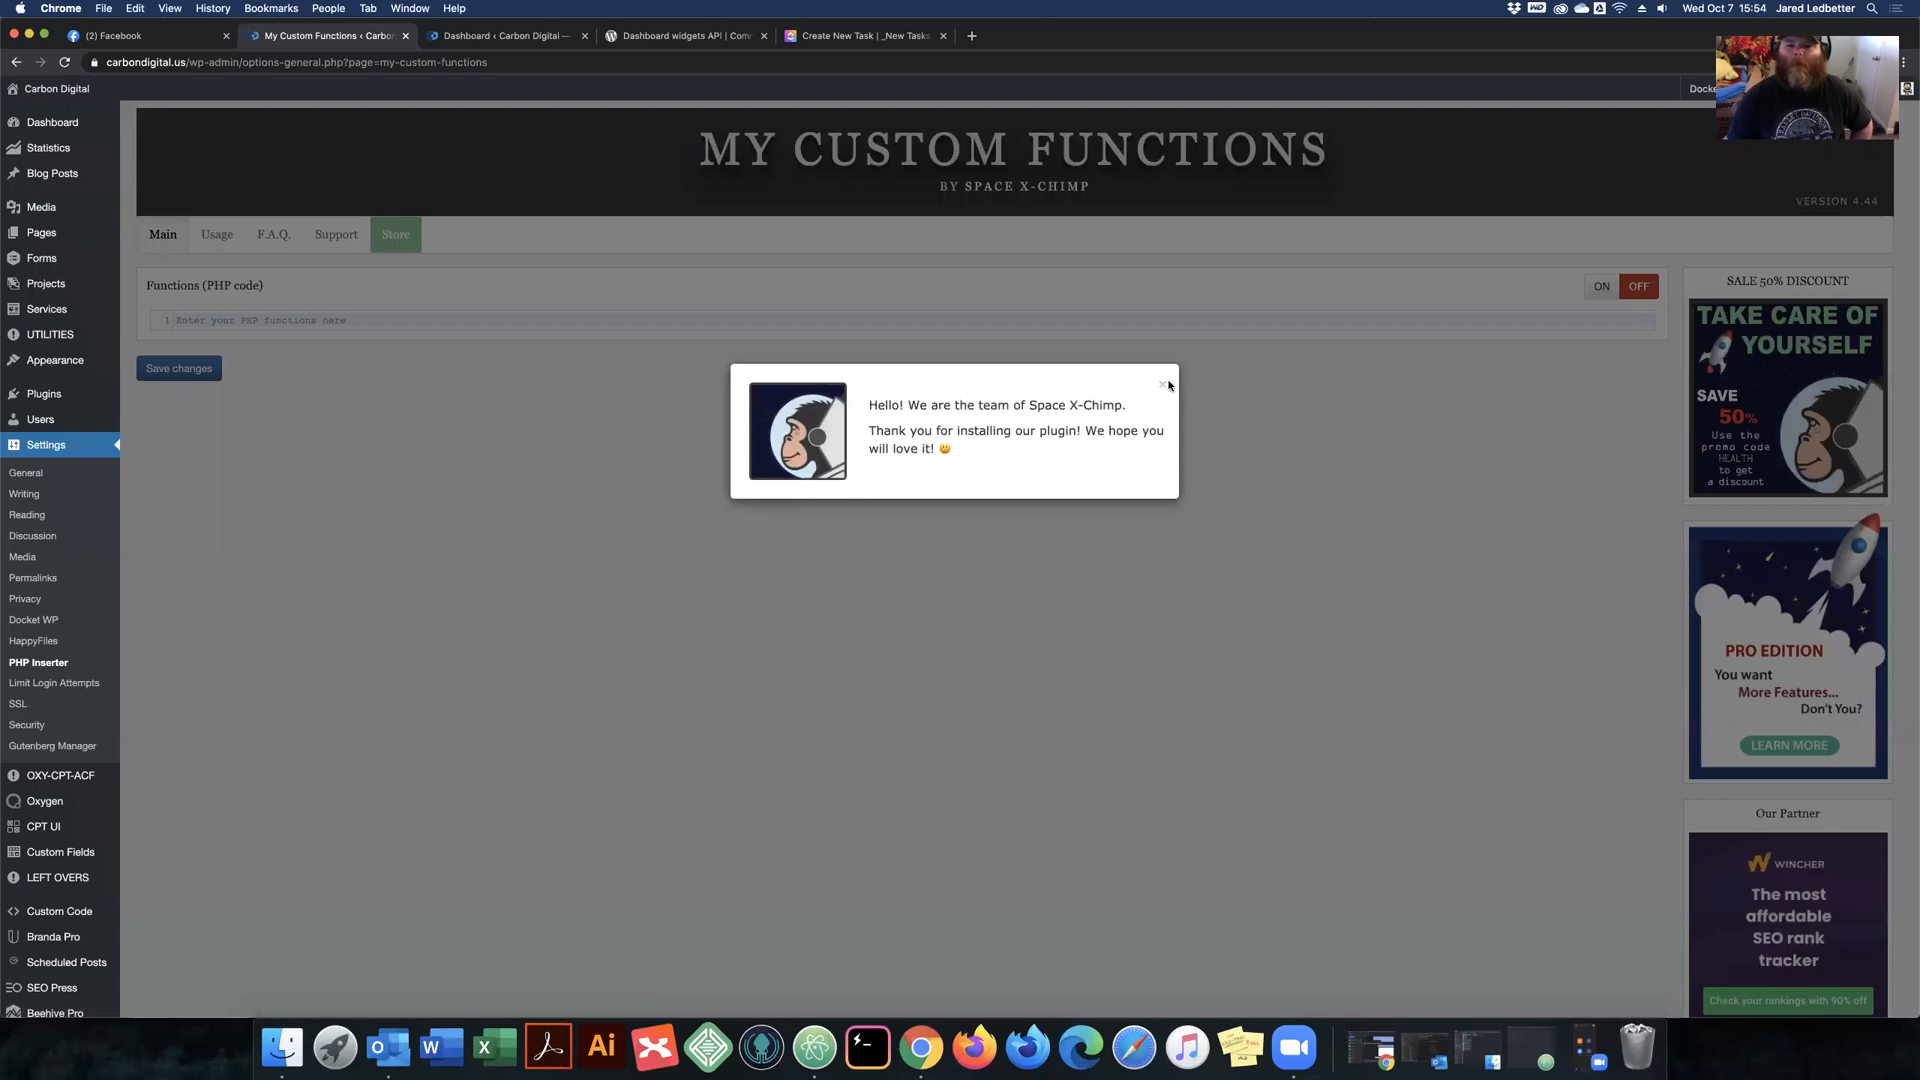 Chrome File Edit View History Bookmarks People Tab Window Help
Wed Oct 7 15:54 Jared Ledbetter
(2) Facebook
My Custom Functions ‹ Carbon
Dashboard ‹ Carbon Digital —
Dashboard widgets API | Com
Create New Task | _New Tasks
carbondigital.us/wp-admin/options-general.php?page=my-custom-functions
Carbon Digital
Dashboard
Statistics
Blog Posts
Media
Pages
Forms
Projects
Services
UTILITIES
Appearance
Plugins
Users
Settings
General
Writing
Reading
Discussion
Media
Permalinks
Privacy
Docket WP
HappyFiles
PHP Inserter
Limit Login Attempts
SSL
Security
Gutenberg Manager
OXY-CPT-ACF
Oxygen
CPT UI
Custom Fields
LEFT OVERS
Custom Code
Branda Pro
Scheduled Posts
SEO Press
Beehive Pro
MY CUSTOM FUNCTIONS
BY SPACE X-CHIMP
VERSION 4.44
Main Usage F.A.Q. Support Store
Functions (PHP code)
ON OFF
1 Enter your PHP functions here
Save changes
Hello! We are the team of Space X-Chimp.
Thank you for installing our plugin! We hope you
will love it!
SALE 50% DISCOUNT
TAKE CARE OF
YOURSELF
SAVE
50%
Use the
promo code
HEALTH
to get
a discount
PRO EDITION
You want
More Features...
Don't You?
LEARN MORE
Our Partner
WINCHER
The most
affordable
SEO rank
tracker
Check your rankings with 90% off